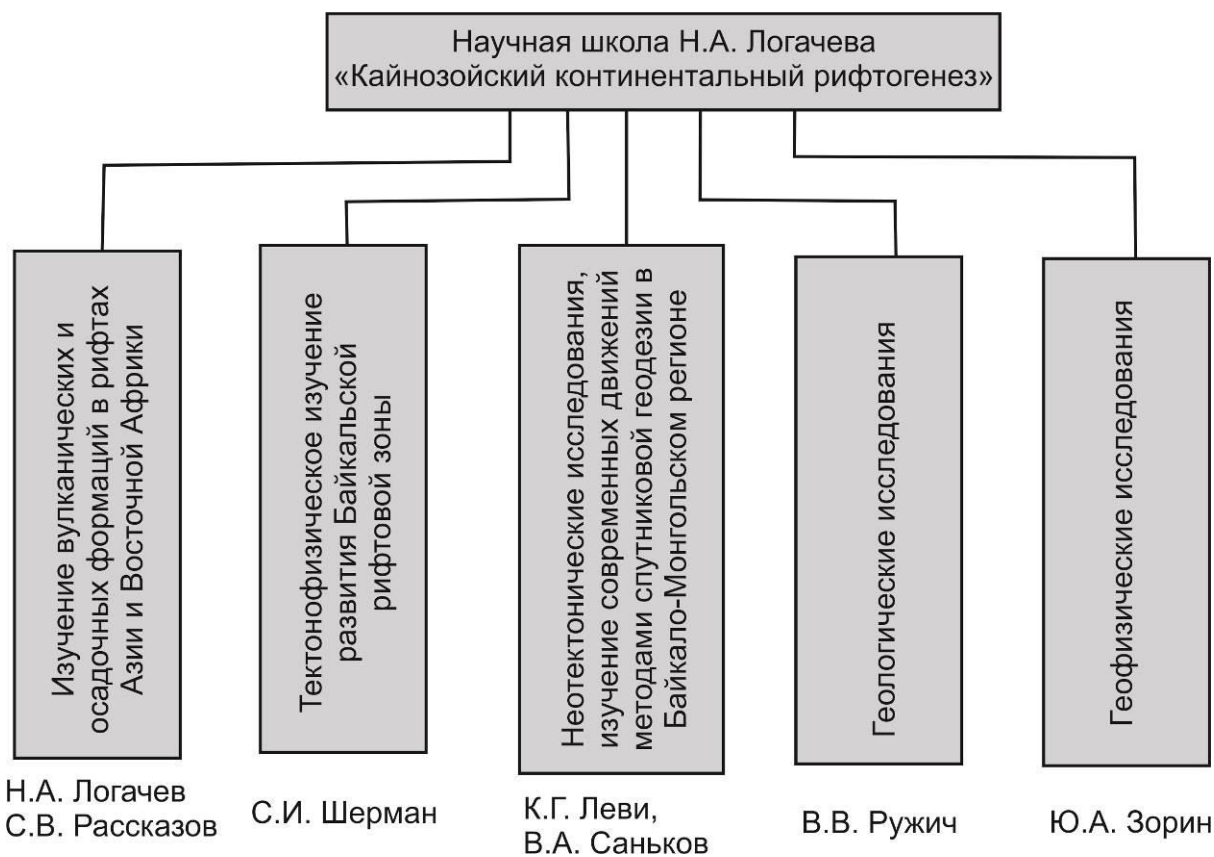 Научная школа Н.А. Логачева
«Кайнозойский континентальный рифтогенез»
Изучение вулканических и
осадочных формаций в рифтах
Азии и Восточной Африки
Тектонофизическое изучение
развития Байкальской
рифтовой зоны
Неотектонические исследования,
изучение современных движений
методами спутниковой геодезии в
Байкало-Монгольском регионе
Геологические исследования
Геофизические исследования
Н.А. Логачев
С.В. Рассказов
С.И. Шерман
К.Г. Леви,
В.А. Саньков
В.В. Ружич
Ю.А. Зорин